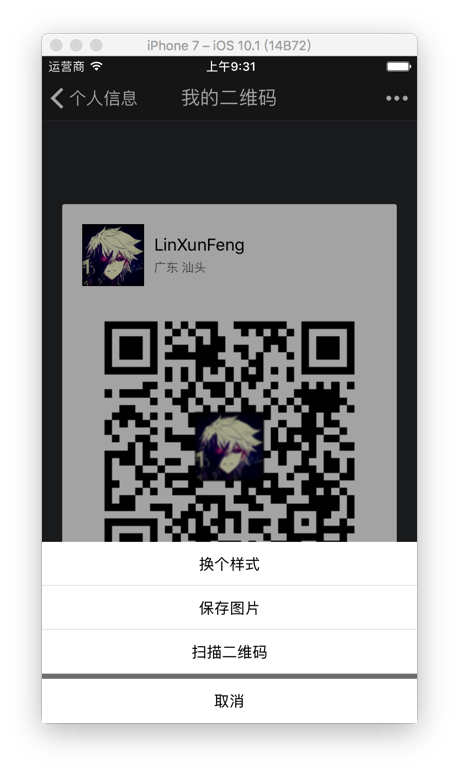 iPhone 7 – iOS 10.1 (14B72)
运营商 上午9:31
个人信息 我的二维码
LinXunFeng
广东 汕头
换个样式
保存图片
扫描二维码
取消